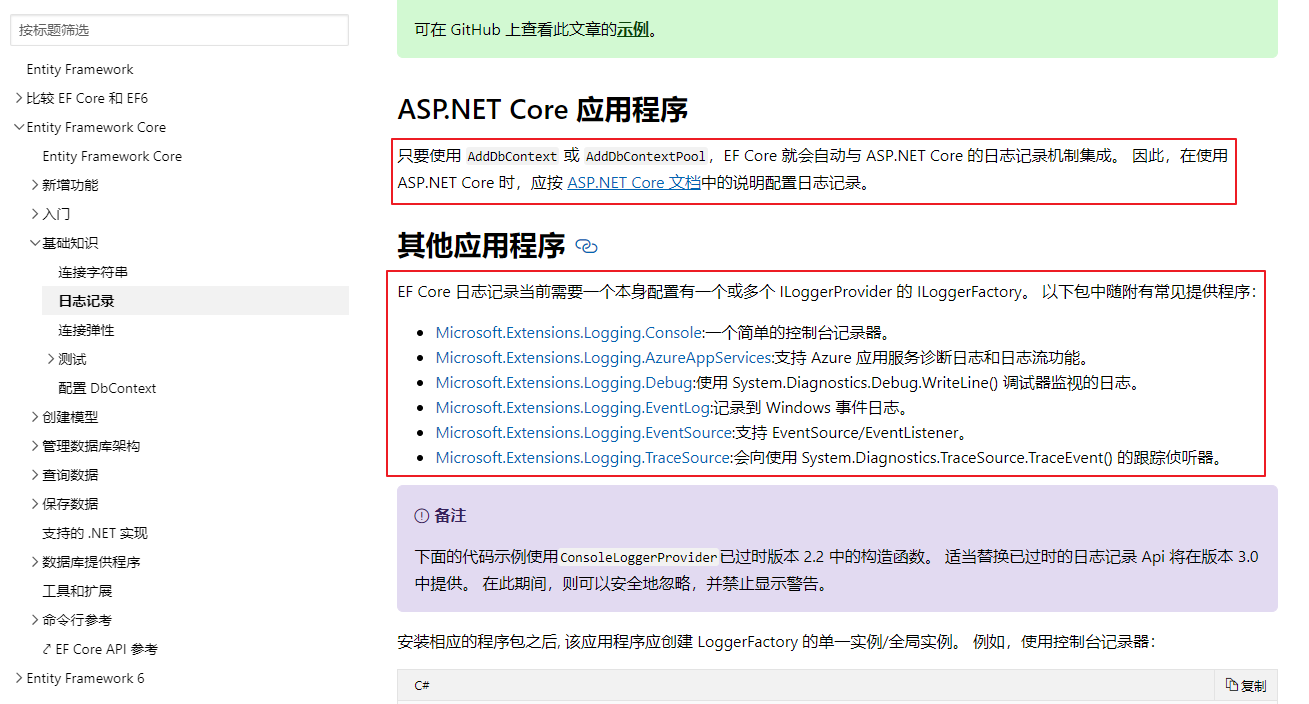 按标题筛选
Entity Framework
比较 EF Core 和 EF6
Entity Framework Core
Entity Framework Core
新增功能
入门
基础知识
连接字符串
日志记录
连接弹性
测试
配置 DbContext
创建模型
管理数据库架构
查询数据
保存数据
支持的 .NET 实现
数据库提供程序
工具和扩展
命令行参考
EF Core API 参考
Entity Framework 6
可在 GitHub 上查看此文章的示例。
ASP.NET Core 应用程序
只要使用 AddDbContext 或 AddDbContextPool，EF Core 就会自动与 ASP.NET Core 的日志记录机制集成。 因此，在使用
ASP.NET Core 时，应按 ASP.NET Core 文档中的说明配置日志记录。
其他应用程序
EF Core 日志记录当前需要一个本身配置有一个或多个 ILoggerProvider 的 ILoggerFactory。 以下包中随附有常见提供程序：
• Microsoft.Extensions.Logging.Console:一个简单的控制台记录器。
• Microsoft.Extensions.Logging.AzureAppServices:支持 Azure 应用服务诊断日志和日志流功能。
• Microsoft.Extensions.Logging.Debug:使用 System.Diagnostics.Debug.WriteLine() 调试器监视的日志。
• Microsoft.Extensions.Logging.EventLog:记录到 Windows 事件日志。
• Microsoft.Extensions.Logging.EventSource:支持 EventSource/EventListener。
• Microsoft.Extensions.Logging.TraceSource:会向使用 System.Diagnostics.TraceSource.TraceEvent() 的跟踪侦听器。
备注
下面的代码示例使用ConsoleLoggerProvider已过时版本 2.2 中的构造函数。 适当替换已过时的日志记录 Api 将在版本 3.0
中提供。 在此期间，则可以安全地忽略，并禁止显示警告。
安装相应的程序包之后, 该应用程序应创建 LoggerFactory 的单一实例/全局实例。 例如，使用控制台记录器：
C#
复制